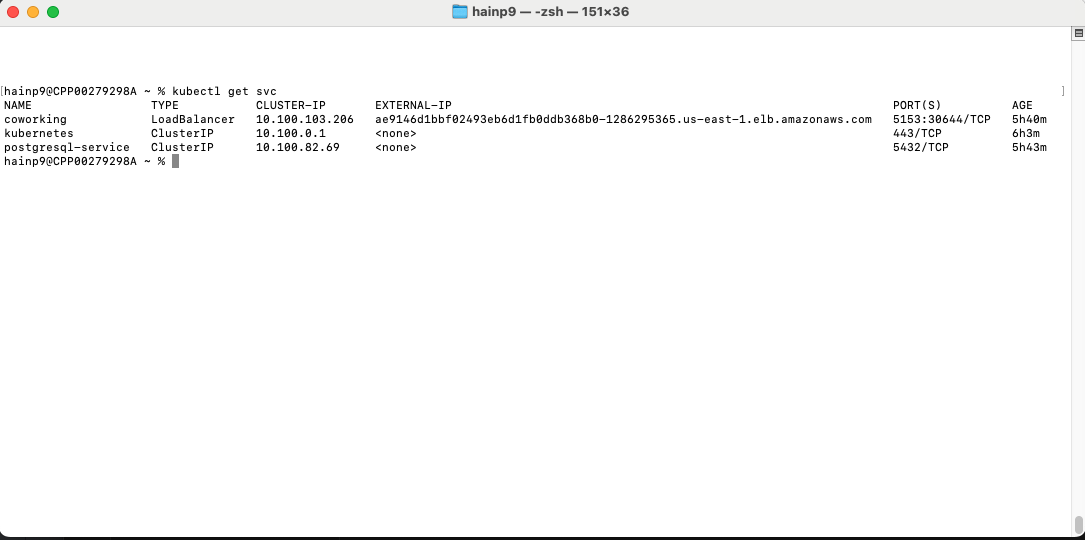 hainp9 — -zsh — 151×36
[hainp9@CPP00279298A ~ % kubectl get svc ]
NAME TYPE CLUSTER-IP EXTERNAL-IP PORT(S) AGE
coworking LoadBalancer 10.100.103.206 ae9146d1bbf02493eb6d1fb0ddb368b0-1286295365.us-east-1.elb.amazonaws.com 5153:30644/TCP 5h40m
kubernetes ClusterIP 10.100.0.1 <none> 443/TCP 6h3m
postgresql-service ClusterIP 10.100.82.69 <none> 5432/TCP 5h43m
hainp9@CPP00279298A ~ %